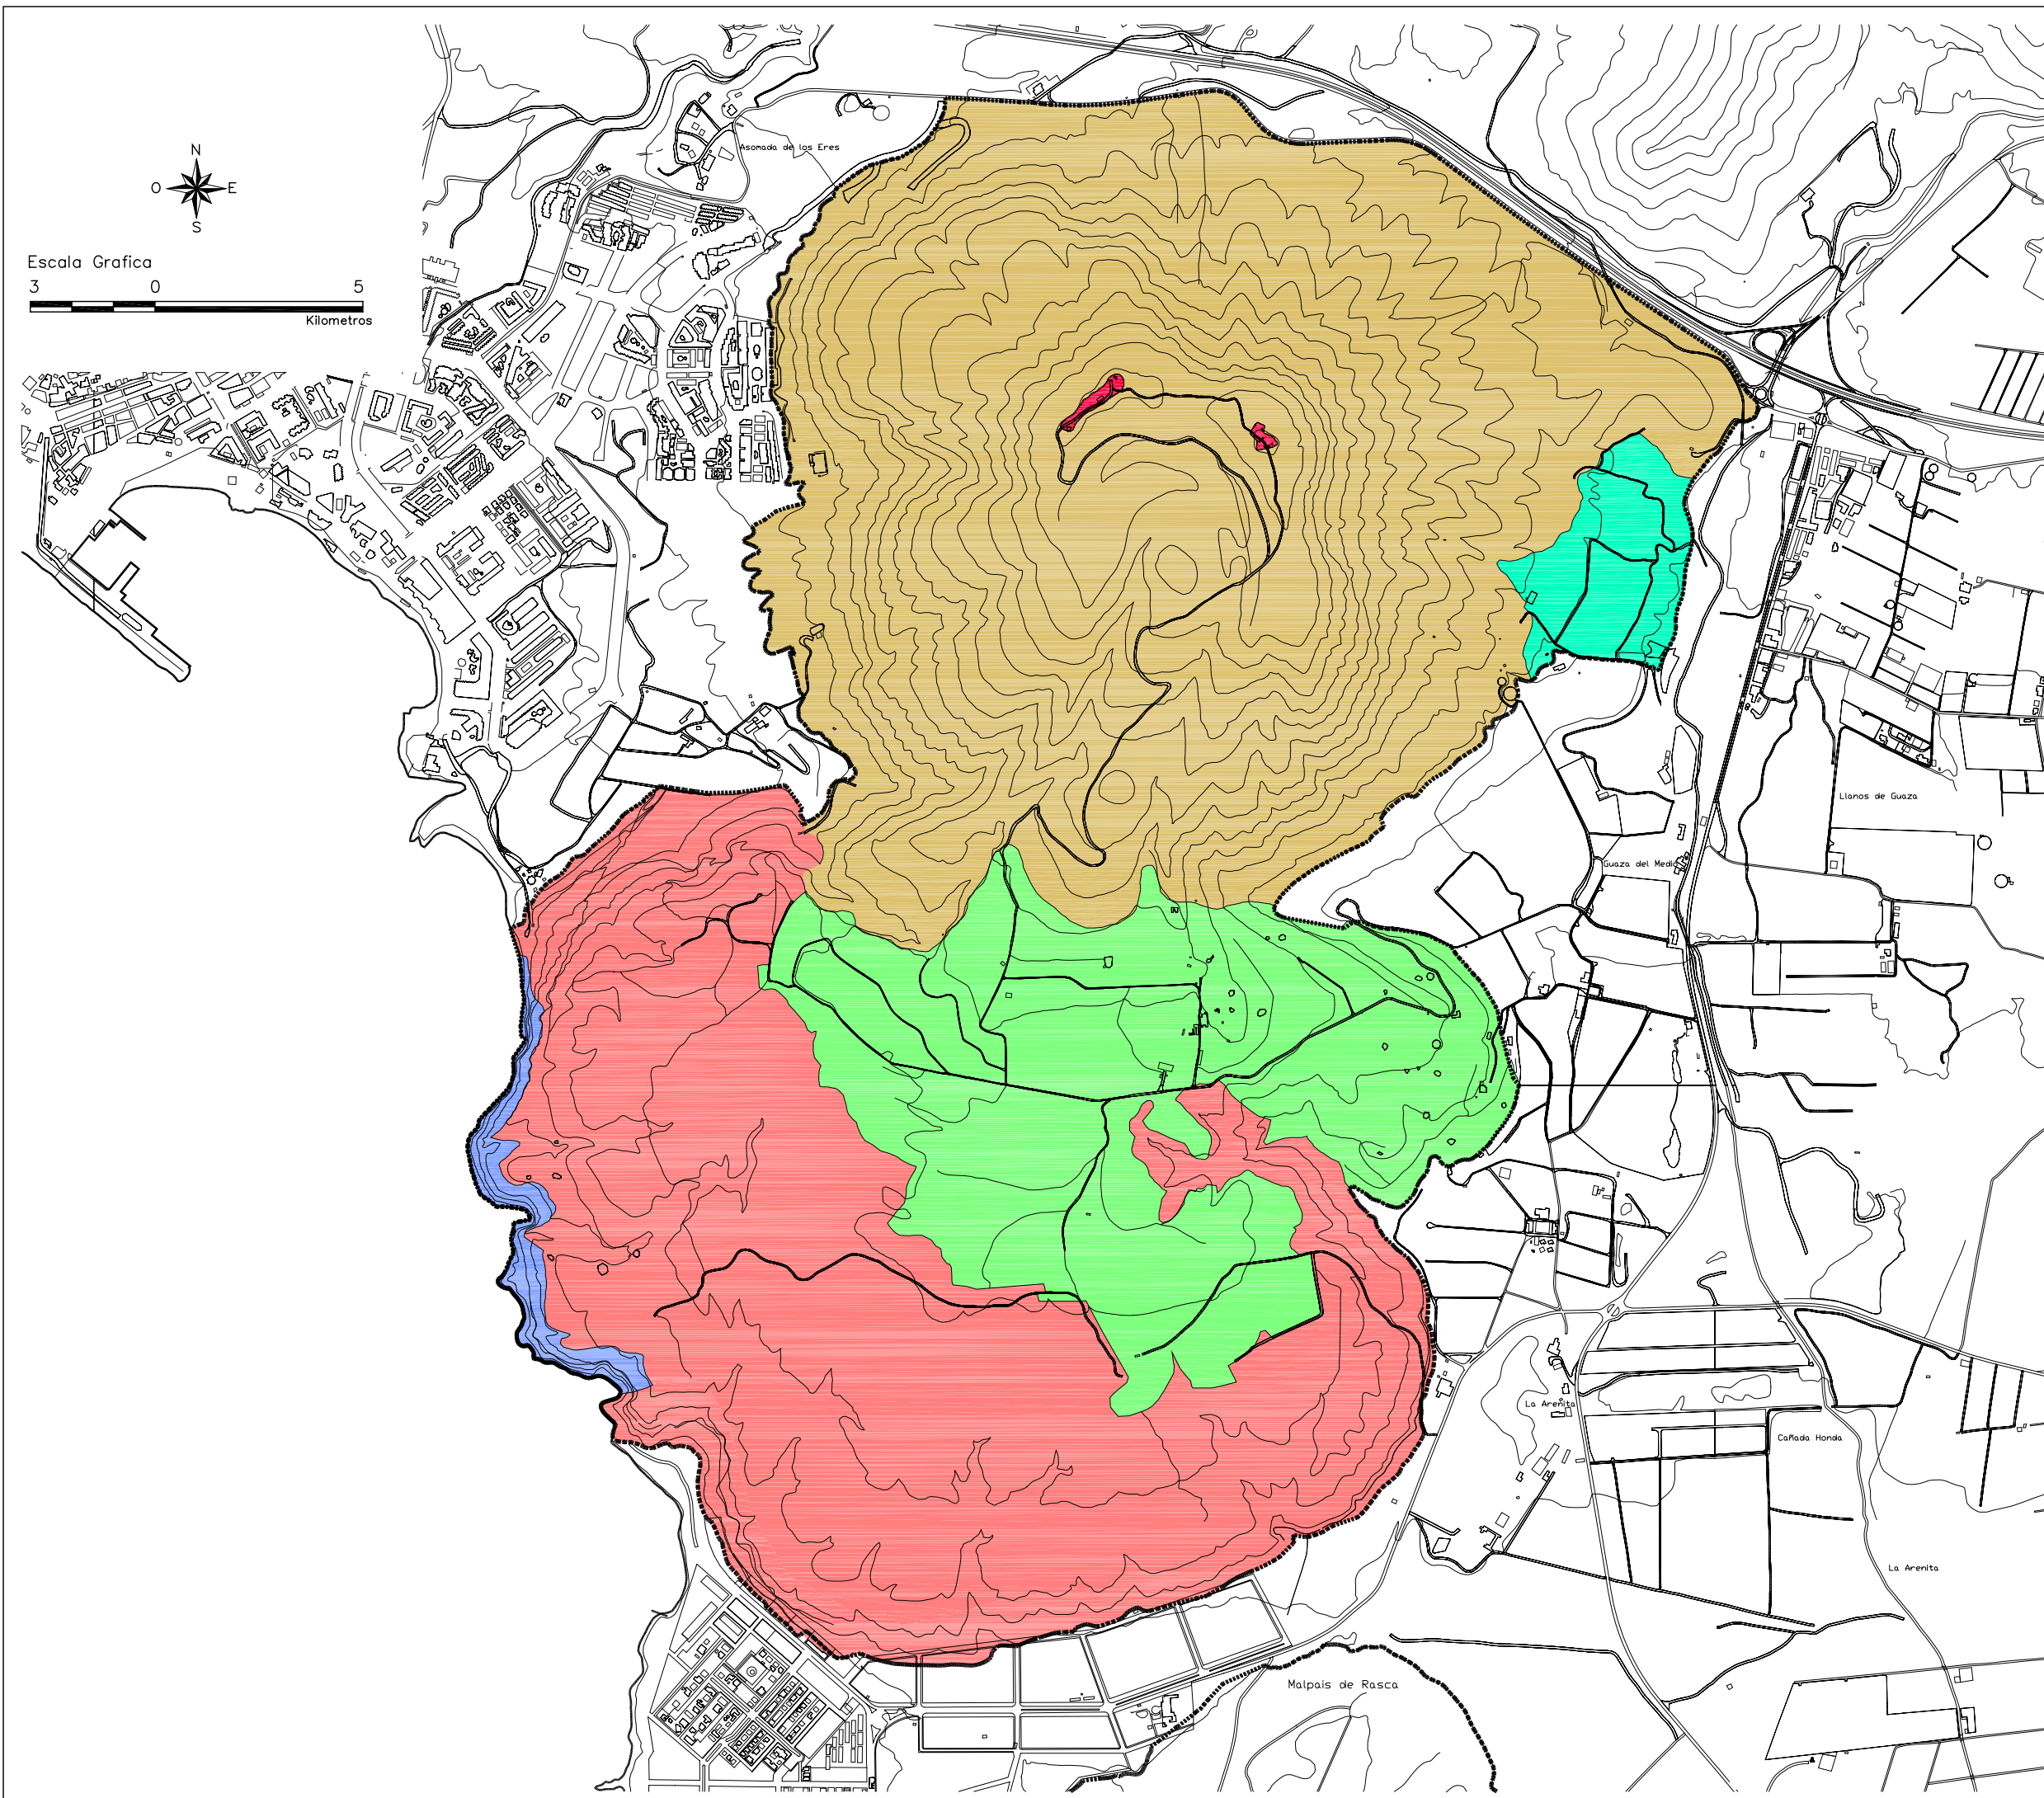 Asomada de los Eres
N
O E
S
Escala Grafica
3 0 5
Kilometros
Llanos de Guaza
Guaza del Medio
La Areñita
Cañada Honda
La Arenita
Malpais de Rasca